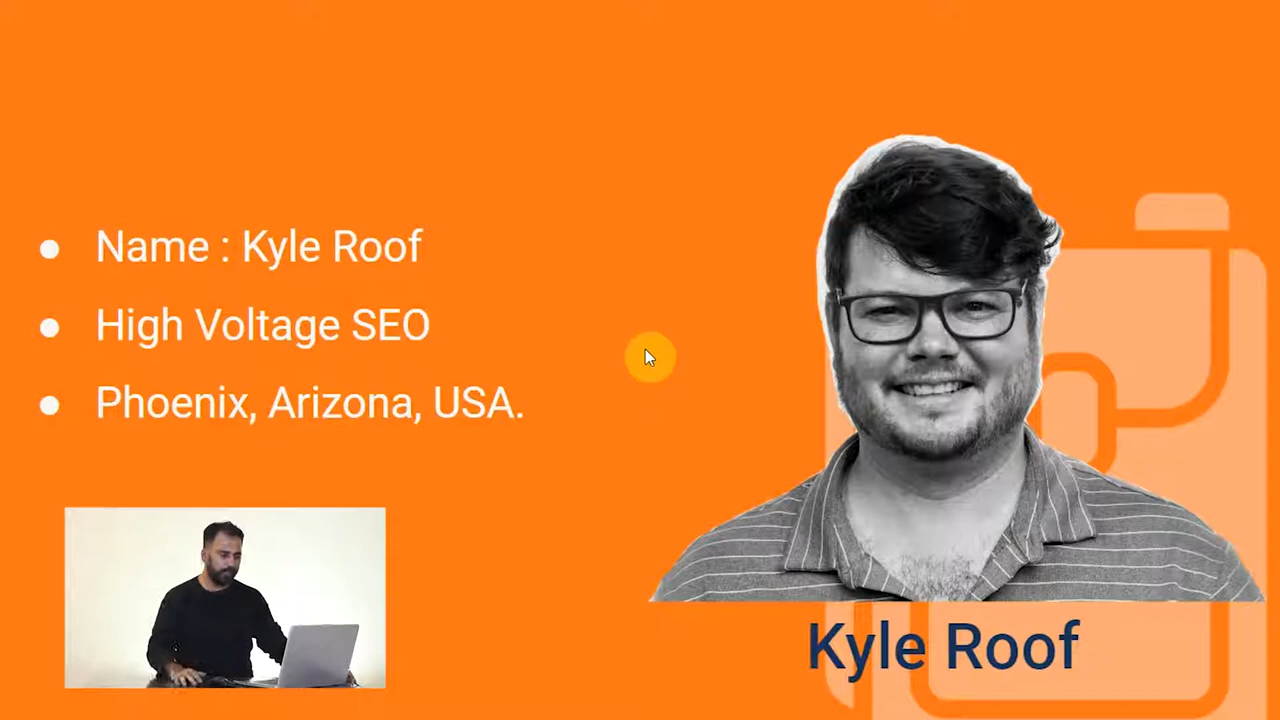 Name : Kyle Roof
High Voltage SEO
Phoenix, Arizona, USA.
Kyle Roof